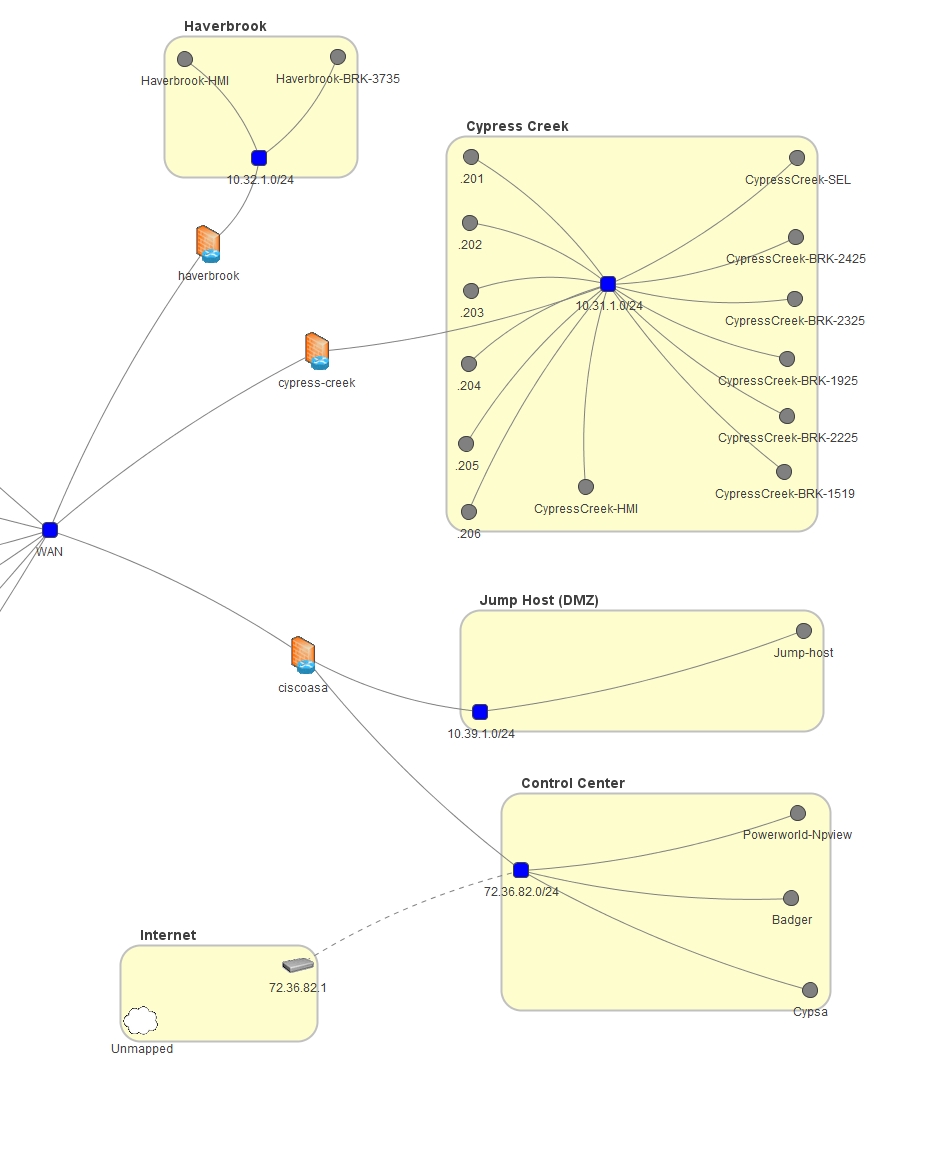 Haverbrook
Haverbrook-HMI
Haverbrook-BRK-3735
10.32.1.0/24
haverbrook
Cypress Creek
.201
.202
.203
.204
.205
.206
CypressCreek-SEL
CypressCreek-BRK-2425
10.31.1.0/24
CypressCreek-BRK-2325
CypressCreek-BRK-1925
CypressCreek-BRK-2225
CypressCreek-BRK-1519
CypressCreek-HMI
cypress-creek
WAN
Jump Host (DMZ)
Jump-host
ciscoasa
10.39.1.0/24
Control Center
Powerworld-Npview
72.36.82.0/24
Badger
Cypsa
Internet
72.36.82.1
Unmapped